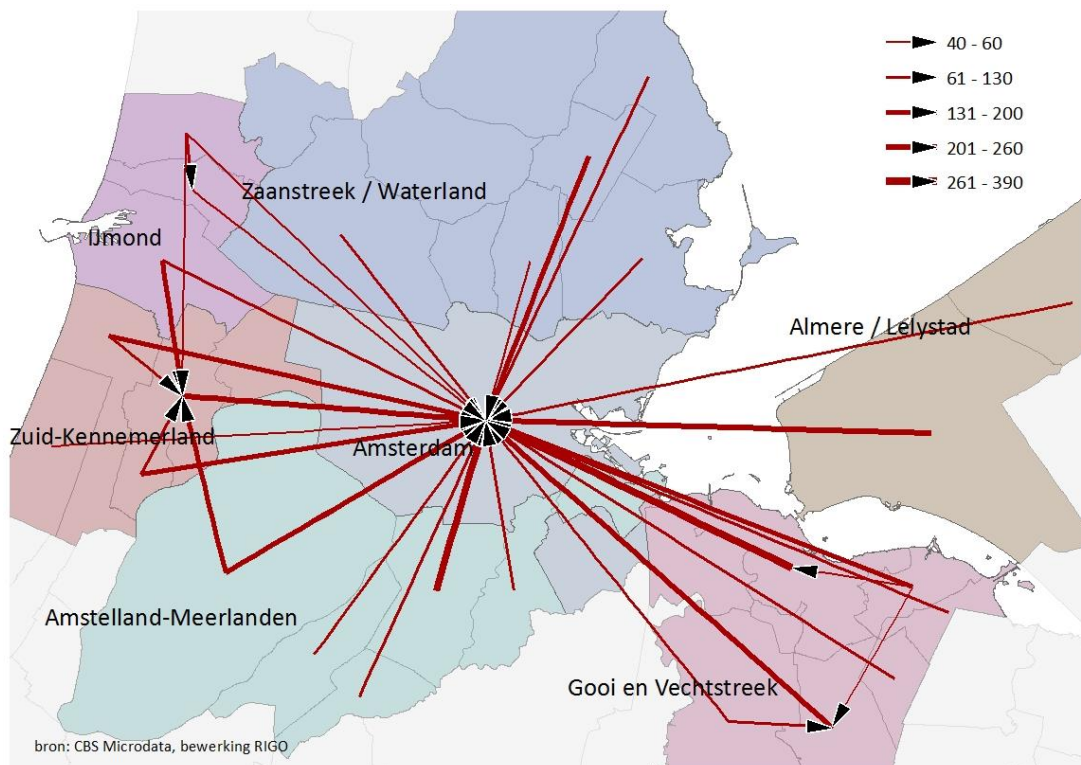 40 - 60
61 - 130
131 - 200
201 - 260
261 - 390
Zaanstreek / Waterland
IJmond
Almere / Lelystad
Zuid-Kennemerland
Amsterdam
Amstelland-Meerlanden
Gooi en Vechtstreek
bron: CBS Microdata, bewerking RIGO